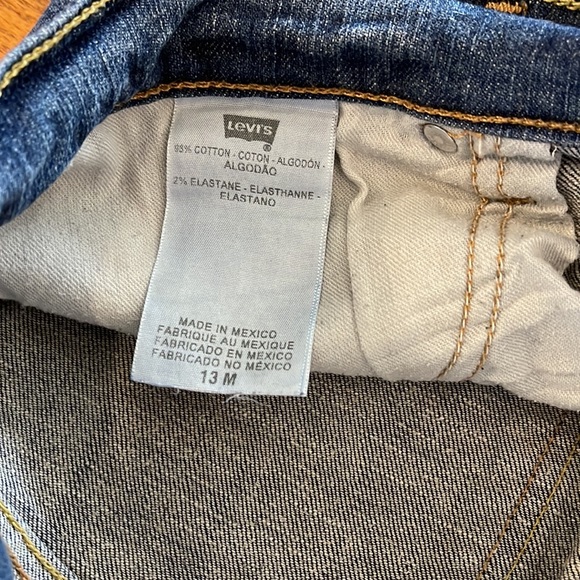 LEVI'S
®
98% COTTON - COTON - ALGODÓN -
ALGODÃO
2% ELASTANE - ELASTHANNE -
ELASTANO
MADE IN MEXICO
FABRIQUE AU MEXIQUE
FABRICADO EN MEXICO
FABRICADO NO MÉXICO
13 M